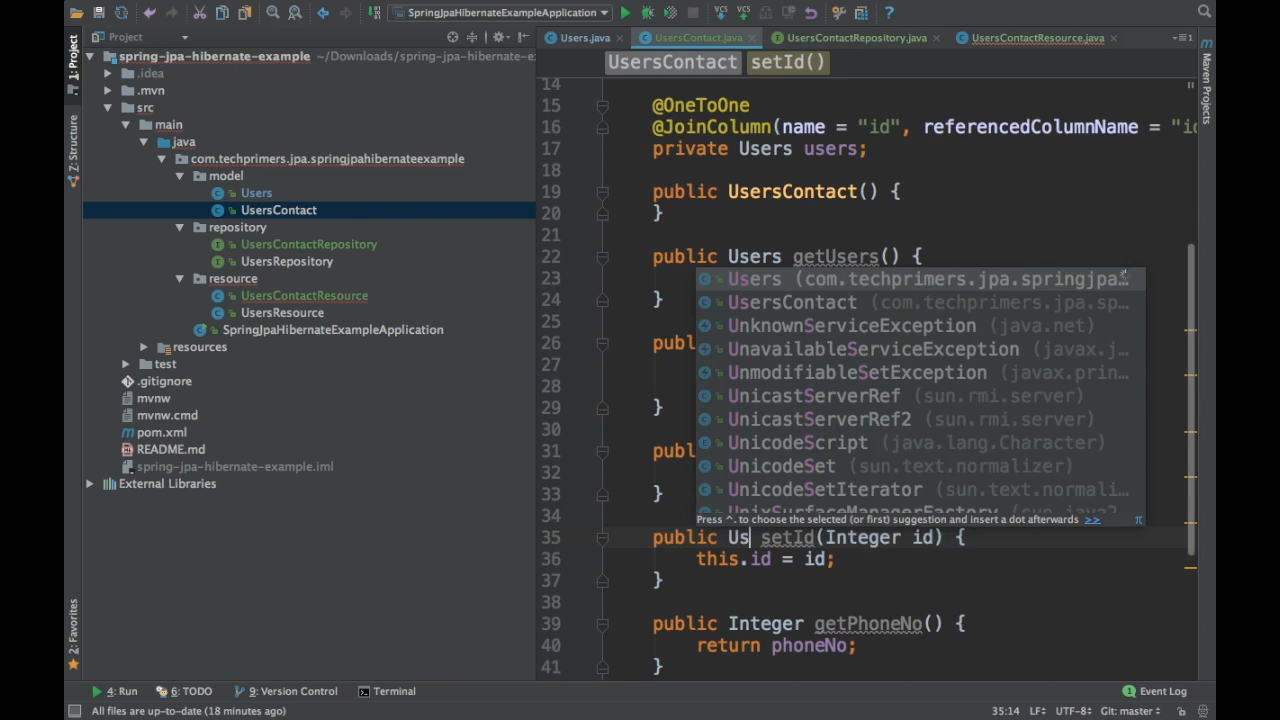 SpringJpaHibernateExampleApplication
Project
Users.java
UsersContact.java
UsersContactRepository.java
UsersContactResource.java
1: Project
Z: Structure
2: Favorites
Maven Projects
spring-jpa-hibernate-example ~/Downloads/spring-jpa-hibernate-e
.idea
.mvn
src
main
java
com.techprimers.jpa.springjpahibernateexample
model
Users
UsersContact
repository
UsersContactRepository
UsersRepository
resource
UsersContactResource
UsersResource
SpringJpaHibernateExampleApplication
resources
test
.gitignore
mvnw
mvnw.cmd
pom.xml
README.md
spring-jpa-hibernate-example.iml
External Libraries
UsersContact setId()
14
15 @OneToOne
16 @JoinColumn(name = "id", referencedColumnName = "id
17 private Users users;
18
19 public UsersContact() {
20 }
21
22 public Users getUsers() {
23
24 }
25
26 publ
27
28
29 }
30
31 publ
32
33 }
34
35 public Us setId(Integer id) {
36 this.id = id;
37 }
38
39 public Integer getPhoneNo() {
40 return phoneNo;
41 }
Users (com.techprimers.jpa.springjpa…
UsersContact (com.techprimers.jpa.sp…
UnknownServiceException (java.net)
UnavailableServiceException (javax.j…
UnmodifiableSetException (javax.prin…
UnicastServerRef (sun.rmi.server)
UnicastServerRef2 (sun.rmi.server)
UnicodeScript (java.lang.Character)
UnicodeSet (sun.text.normalizer)
UnicodeSetIterator (sun.text.normali…
UnixSurfaceManagerFactory (sun.java2…
Press ^. to choose the selected (or first) suggestion and insert a dot afterwards >> π
4: Run 6: TODO 9: Version Control Terminal 1 Event Log
All files are up-to-date (18 minutes ago) 35:14 LF÷ UTF-8÷ Git: master÷